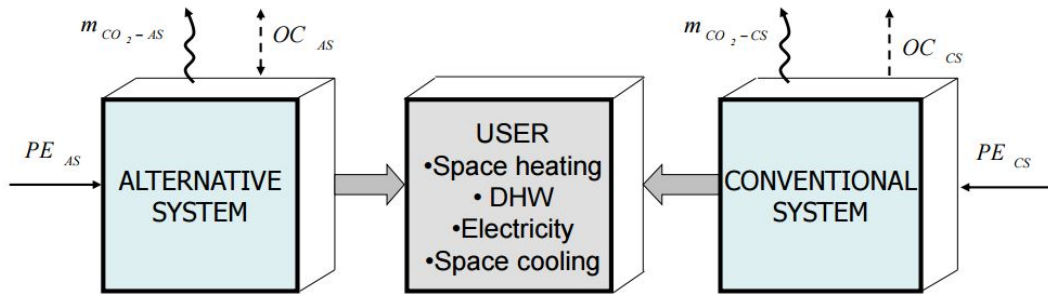 m CO₂-AS
OC AS
m CO₂-CS
OC CS
PE AS
ALTERNATIVE
SYSTEM
USER
•Space heating
• DHW
•Electricity
•Space cooling
CONVENTIONAL
SYSTEM
PE CS